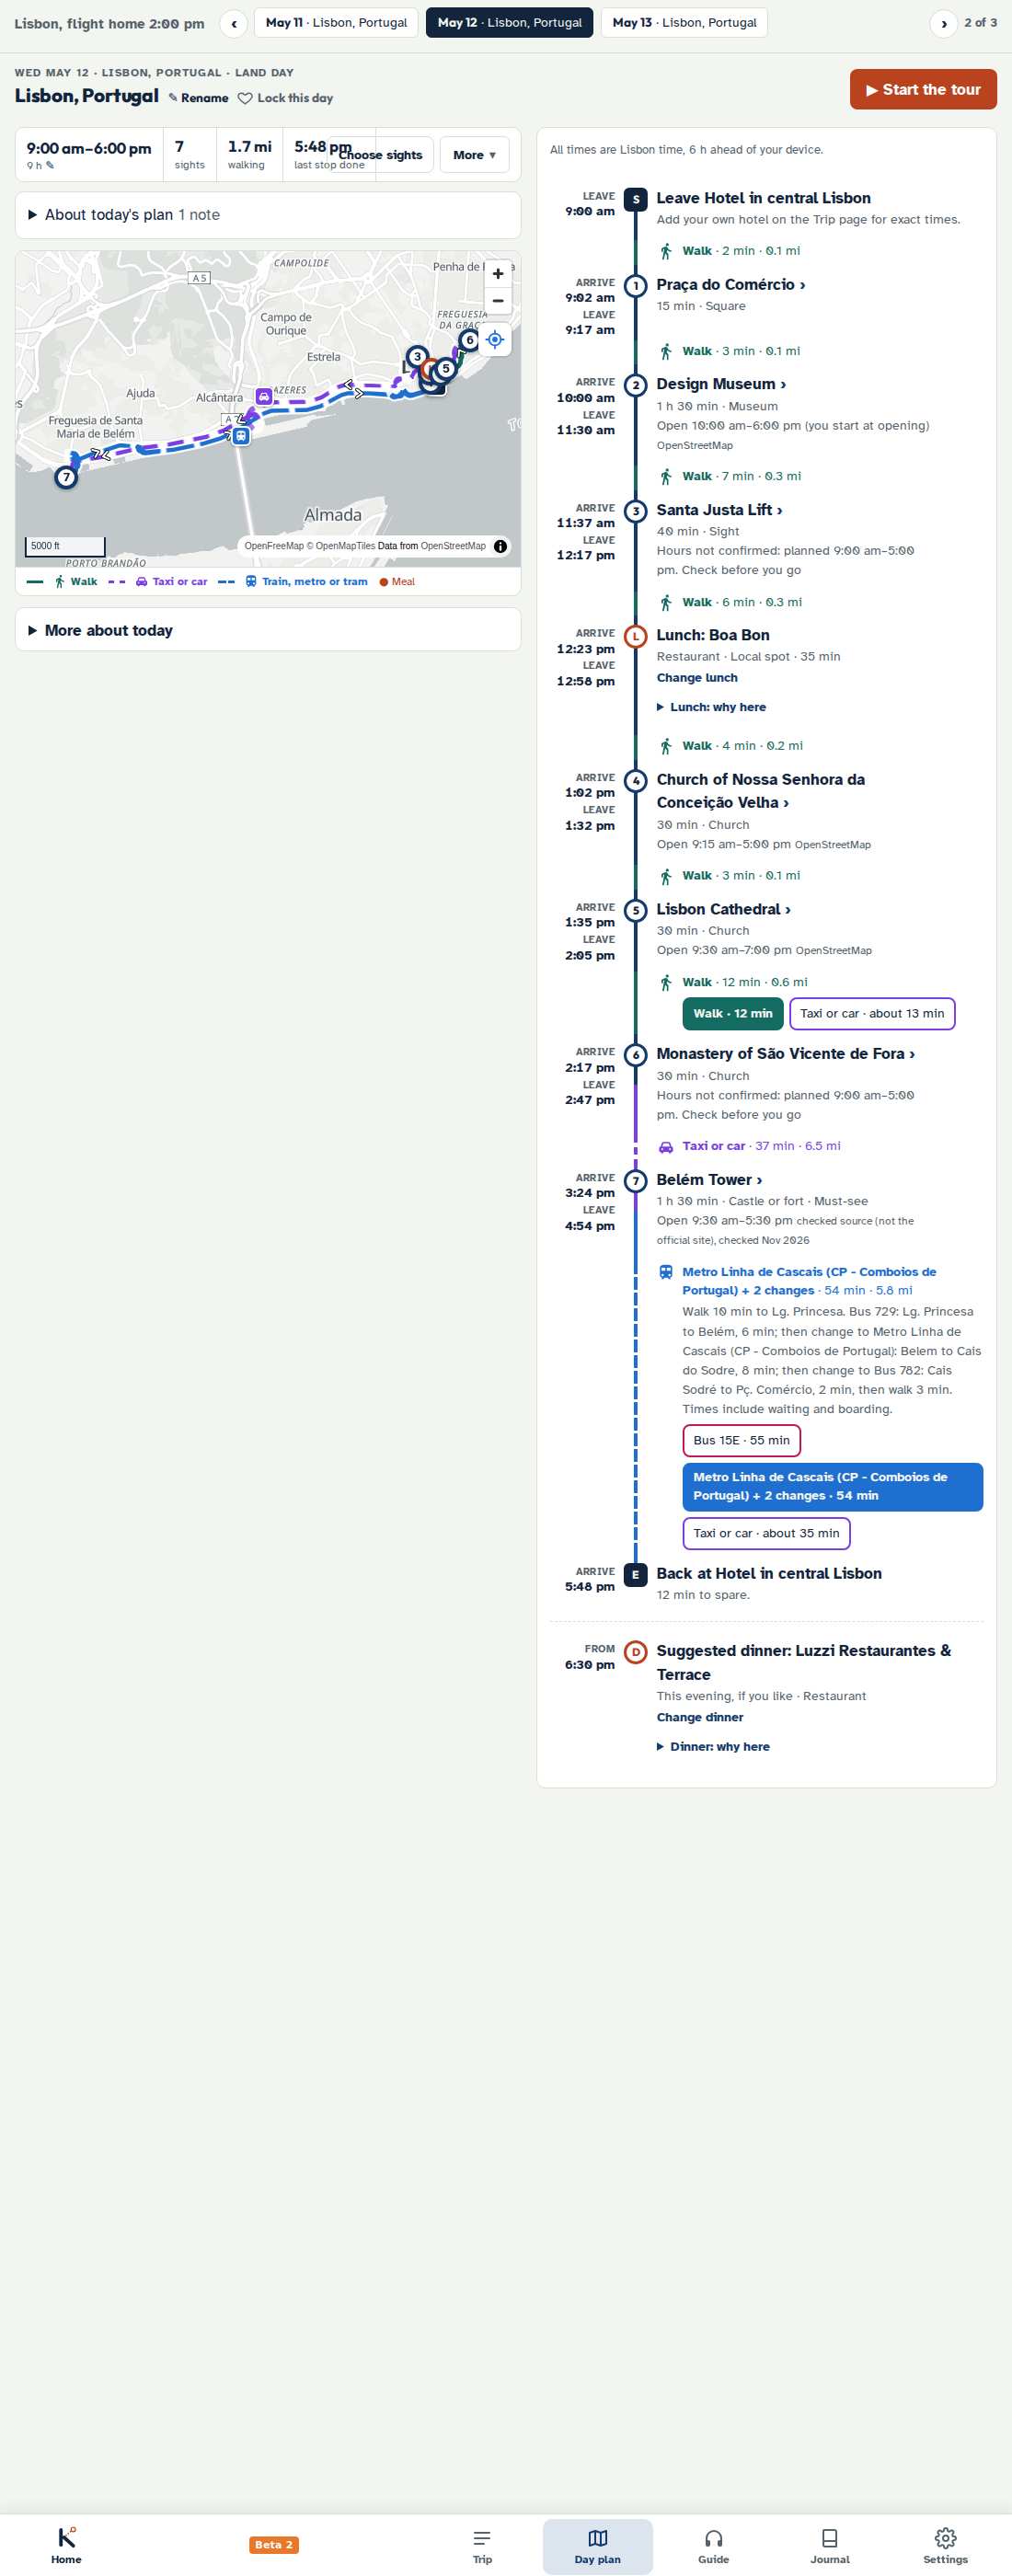 Lisbon, flight home 2:00 pm
‹
May 11 · Lisbon, Portugal
May 12 · Lisbon, Portugal
May 13 · Lisbon, Portugal
›
2 of 3
WED MAY 12 · LISBON, PORTUGAL · LAND DAY
Lisbon, Portugal
✎ Rename
Lock this day
▶ Start the tour
9:00 am–6:00 pm
9 h ✎
7
sights
1.7 mi
walking
5:48 pm
last stop done
Choose sights
More ▾
▶ About today's plan 1 note
CAMPOLIDE
A 5
Penha de
Campo de
Ourique
FREGUESIA
DA GRAÇA
Estrela
Ajuda
Alcântara
Freguesia de Santa
Maria de Belém
3
5
6
7
Almada
PORTO BRANDÃO
+
−
5000 ft
OpenFreeMap © OpenMapTiles Data from OpenStreetMap
Walk
Taxi or car
Train, metro or tram
Meal
▶ More about today
All times are Lisbon time, 6 h ahead of your device.
LEAVE
9:00 am
S
Leave Hotel in central Lisbon
Add your own hotel on the Trip page for exact times.
Walk · 2 min · 0.1 mi
ARRIVE
9:02 am
LEAVE
9:17 am
1
Praça do Comércio ›
15 min · Square
Walk · 3 min · 0.1 mi
ARRIVE
10:00 am
LEAVE
11:30 am
2
Design Museum ›
1 h 30 min · Museum
Open 10:00 am–6:00 pm (you start at opening)
OpenStreetMap
Walk · 7 min · 0.3 mi
ARRIVE
11:37 am
LEAVE
12:17 pm
3
Santa Justa Lift ›
40 min · Sight
Hours not confirmed: planned 9:00 am–5:00
pm. Check before you go
Walk · 6 min · 0.3 mi
ARRIVE
12:23 pm
LEAVE
12:58 pm
L
Lunch: Boa Bon
Restaurant · Local spot · 35 min
Change lunch
▶ Lunch: why here
Walk · 4 min · 0.2 mi
ARRIVE
1:02 pm
LEAVE
1:32 pm
4
Church of Nossa Senhora da
Conceição Velha ›
30 min · Church
Open 9:15 am–5:00 pm OpenStreetMap
Walk · 3 min · 0.1 mi
ARRIVE
1:35 pm
LEAVE
2:05 pm
5
Lisbon Cathedral ›
30 min · Church
Open 9:30 am–7:00 pm OpenStreetMap
Walk · 12 min · 0.6 mi
Walk · 12 min
Taxi or car · about 13 min
ARRIVE
2:17 pm
LEAVE
2:47 pm
6
Monastery of São Vicente de Fora ›
30 min · Church
Hours not confirmed: planned 9:00 am–5:00
pm. Check before you go
Taxi or car · 37 min · 6.5 mi
ARRIVE
3:24 pm
LEAVE
4:54 pm
7
Belém Tower ›
1 h 30 min · Castle or fort · Must-see
Open 9:30 am–5:30 pm checked source (not the
official site), checked Nov 2026
Metro Linha de Cascais (CP - Comboios de
Portugal) + 2 changes · 54 min · 5.8 mi
Walk 10 min to Lg. Princesa. Bus 729: Lg. Princesa
to Belém, 6 min; then change to Metro Linha de
Cascais (CP - Comboios de Portugal): Belem to Cais
do Sodre, 8 min; then change to Bus 782: Cais
Sodré to Pç. Comércio, 2 min, then walk 3 min.
Times include waiting and boarding.
Bus 15E · 55 min
Metro Linha de Cascais (CP - Comboios de
Portugal) + 2 changes · 54 min
Taxi or car · about 35 min
ARRIVE
5:48 pm
E
Back at Hotel in central Lisbon
12 min to spare.
FROM
6:30 pm
D
Suggested dinner: Luzzi Restaurantes &
Terrace
This evening, if you like · Restaurant
Change dinner
▶ Dinner: why here
Home
Beta 2
Trip
Day plan
Guide
Journal
Settings